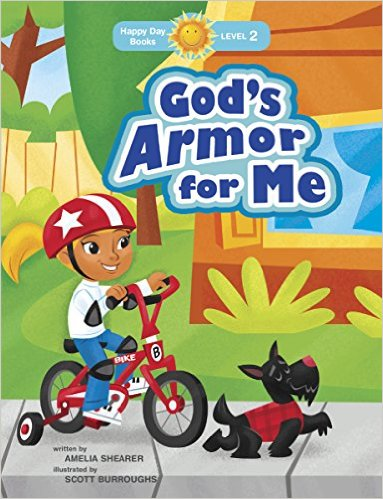 Happy Day
Books
LEVEL 2
God's
Armor
for Me
BIKE
B
written by
AMELIA SHEARER
illustrated by
SCOTT BURROUGHS